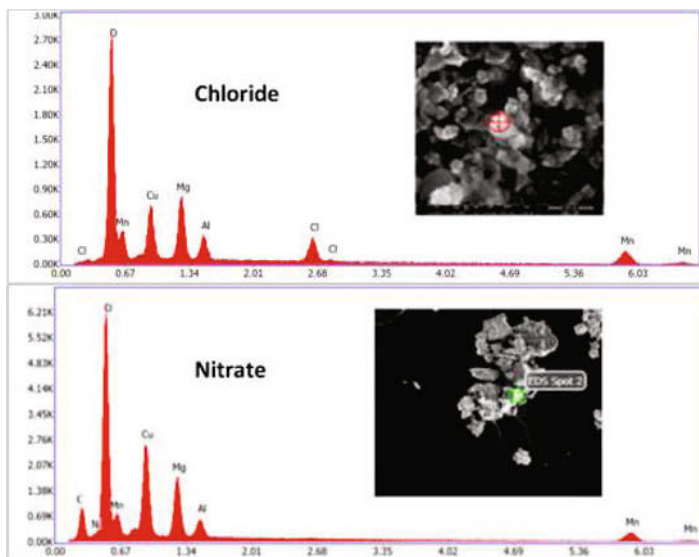 3.00K
2.70K
2.40K
2.10K
1.80K
1.50K
1.20K
0.90K
0.60K
0.30K
0.00K
O
Chloride
Cu
Mg
Mn
Al
Cl
Cl
Cl
Mn
Mn
0.00 0.67 1.34 2.01 2.68 3.35 4.02 4.69 5.36 6.03
6.21K
5.52K
4.83K
4.14K
3.45K
2.76K
2.07K
1.38K
0.69K
0.00K
O
Nitrate
EDS Spot 2
Cu
Mg
C
Mn
Al
N
Mn
Mn
0.00 0.67 1.34 2.01 2.68 3.35 4.02 4.69 5.36 6.03